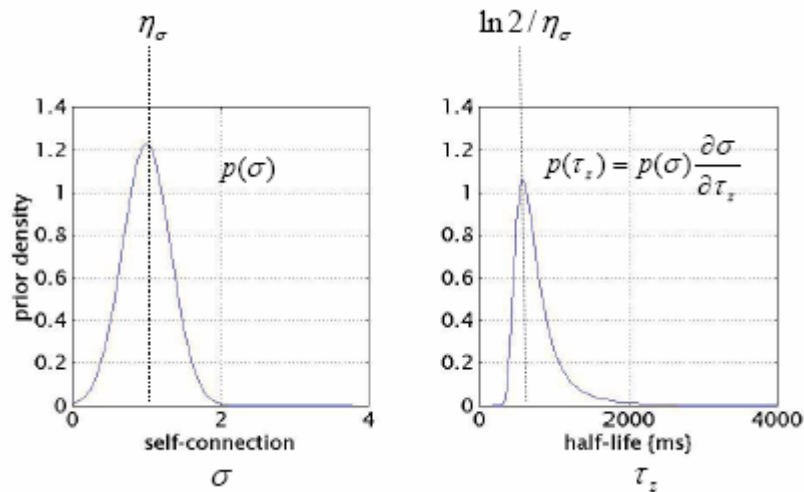 η_σ
ln 2 / η_σ
prior density
1.4
1.2
1
0.8
0.6
0.4
0.2
0
p(σ)
0
2
4
self-connection
σ
1.4
1.2
1
0.8
0.6
0.4
0.2
0
p(τ_z) = p(σ) ∂σ/∂τ_z
0
2000
4000
half-life {ms}
τ_z